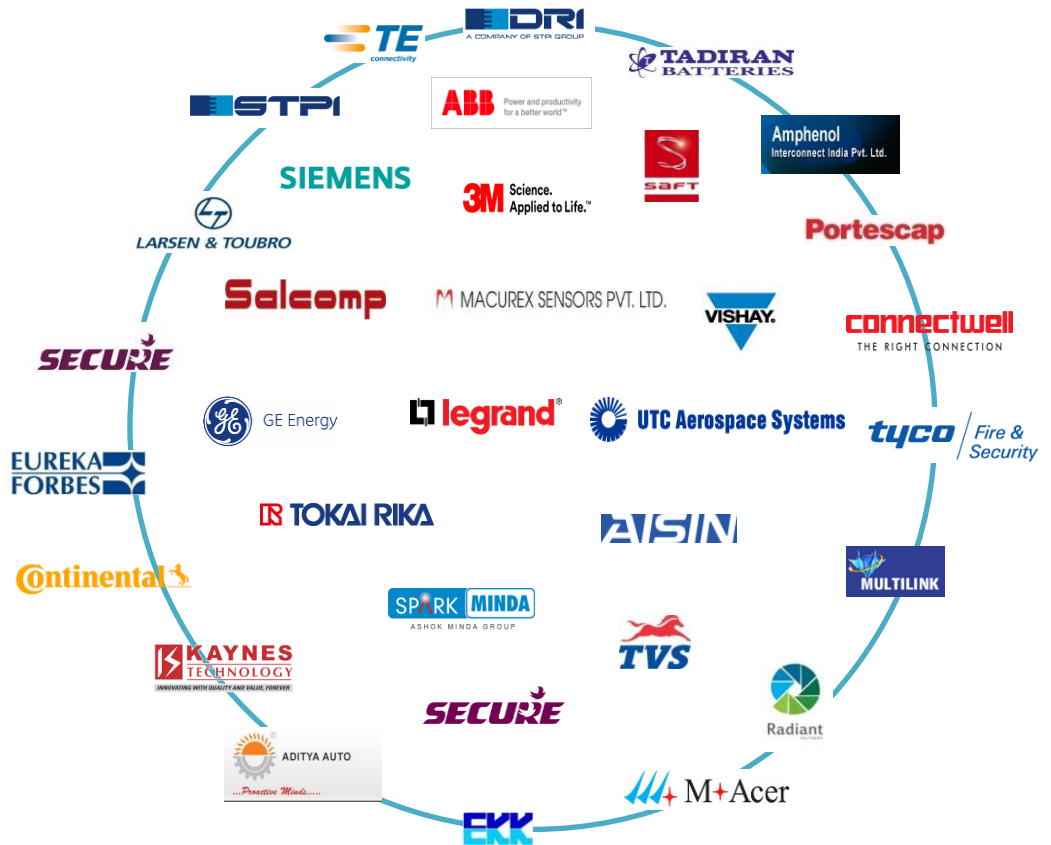 DRI
A COMPANY OF STPI GROUP
TE
connectivity
TADIRAN
BATTERIES
STPI
ABB
Power and productivity
for a better world™
Amphenol
Interconnect India Pvt. Ltd.
S
SAFT
SIEMENS
3M
Science.
Applied to Life.™
LT
LARSEN & TOUBRO
Portescap
Salcomp
MACUREX SENSORS PVT. LTD.
VISHAY.
connectwell
THE RIGHT CONNECTION
SECURE
GE
GE Energy
legrand®
UTC Aerospace Systems
tyco
Fire &
Security
EUREKA
FORBES
TOKAI RIKA
AISIN
Continental
MULTILINK
SPARK MINDA
ASHOK MINDA GROUP
TVS
KAYNES
TECHNOLOGY
INNOVATING WITH QUALITY AND VALUE, FOREVER
SECURE
Radiant
ADITYA AUTO
...Proactive Minds.....
M+Acer
EKK